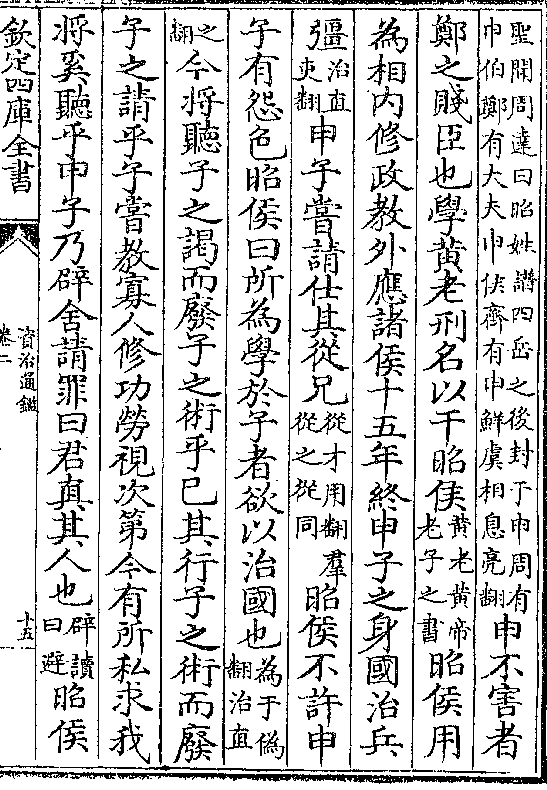 聖聞周達曰昭姓譜四岳之後封于申周有
申伯鄭有大夫申侯齊有申鮮虞相息亮翻
申不害者
鄭之賤臣也學黄老刑名以干昭侯
黄老黄帝
老子之書
昭侯用
為相内修政教外應諸侯十五年終申子之身國治兵
彊
治直
吏翻
申子嘗請仕其從兄
從才用翻羣
從之從同
昭侯不許申
子有怨色昭侯曰所為學於子者欲以治國也
為于偽
翻治直
之
翻
今將聽子之謁而廢子之術乎已其行子之術而廢
子之請乎子嘗教寡人修功勞視次第今有所私求我
將奚聽乎申子乃辟舍請罪曰君真其人也
辟讀
曰避
昭侯
欽定四庫全書
資治通鑑
卷二
十五